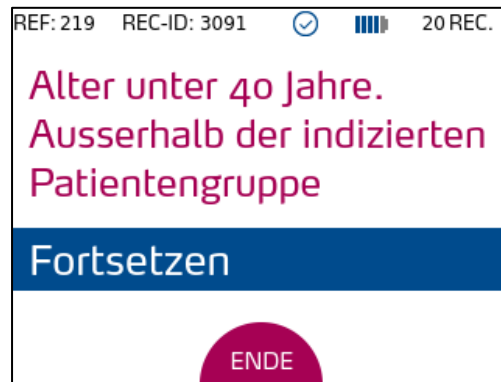 REF: 219 REC-ID: 3091 20 REC.
Alter unter 40 Jahre.
Ausserhalb der indizierten
Patientengruppe
Fortsetzen
ENDE